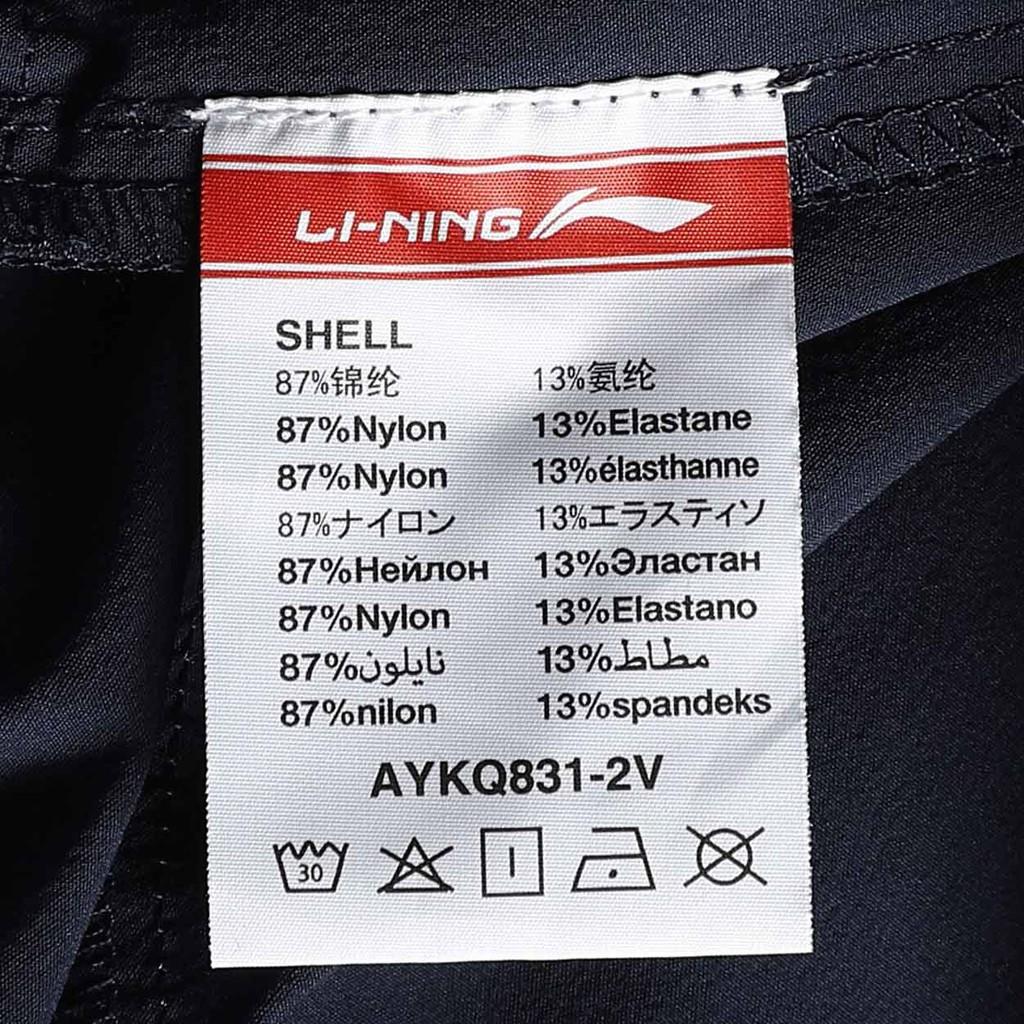 LI-NING
SHELL
87%锦纶 13%氨纶
87%Nylon 13%Elastane
87%Nylon 13%élasthanne
87%ナイロン 13%エラスティソ
87%Нейлон 13%Эластан
87%Nylon 13%Elastano
87%نايلون 13%مطاط
87%nilon 13%spandeks
AYKQ831-2V
30